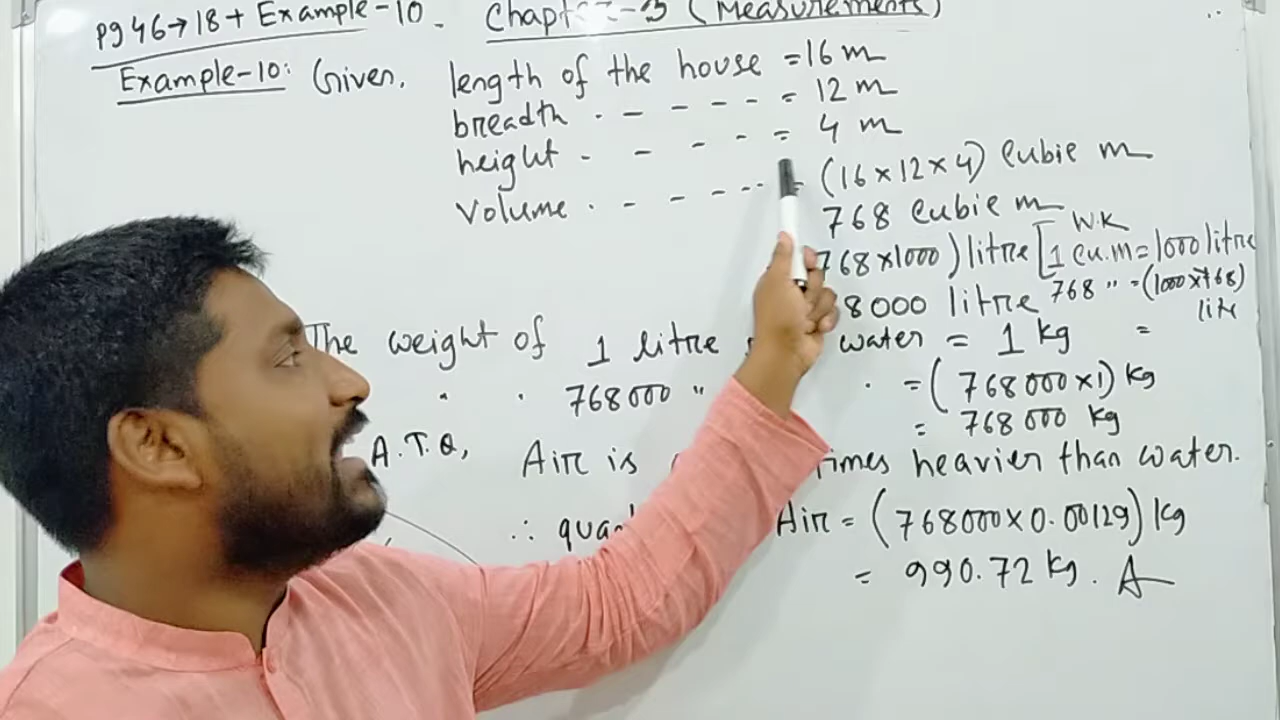 Pg 46→18+ Example-10. Chapter-3 (Measurements)
Example-10: Given, length of the house = 16 m
breadth . - - - - = 12 m
height . - - - = 4 m
Volume . - - - -- = (16×12×4) Cubic m
768 Cubic m
W.K
768×1000) litre [1 cu.m = 1000 litre
768 " = (1000×768)
8000 litre
The weight of 1 litre water = 1 kg =
" . 768000 " . = (768000×1) kg
= 768000 kg
A.T.Q, Air is times heavier than water.
∴ Air = (768000×0.00129) kg
= 990.72 kg. A